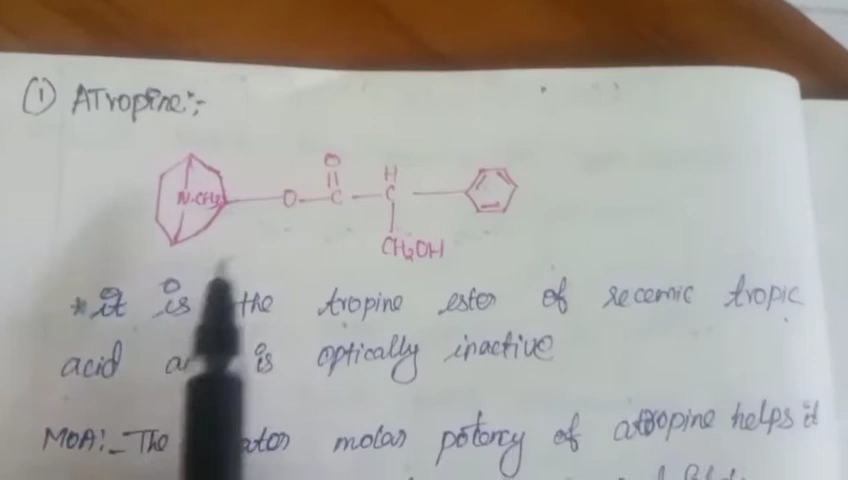 ① ATropine:-
N-CH3 O C O H C CH2OH
*it is the tropine ester of recemic tropic
acid is optically inactive
MOA:- The molar potency of atropine helps it